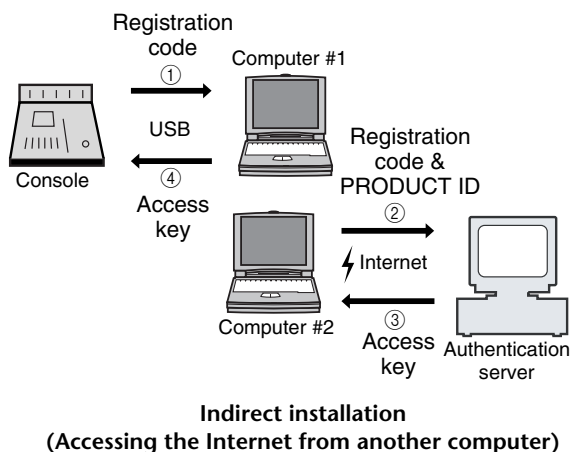 Registration
code
①
Computer #1
USB
Console
④
Access
key
Registration
code &
PRODUCT ID
②
Internet
Computer #2
③
Access
key
Authentication
server
Indirect installation
(Accessing the Internet from another computer)